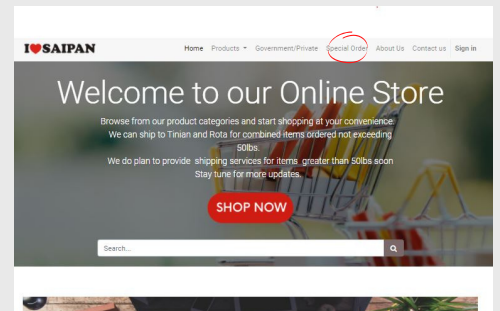 I❤SAIPAN
Home Products Government/Private Special Order About Us Contact us Sign in
Welcome to our Online Store
Browse from our product categories and start shopping at your convenience.
We can ship to Tinian and Rota for combined items ordered not exceeding
50lbs.
We do plan to provide shipping services for items greater than 50lbs soon
Stay tune for more updates.
SHOP NOW
Search...